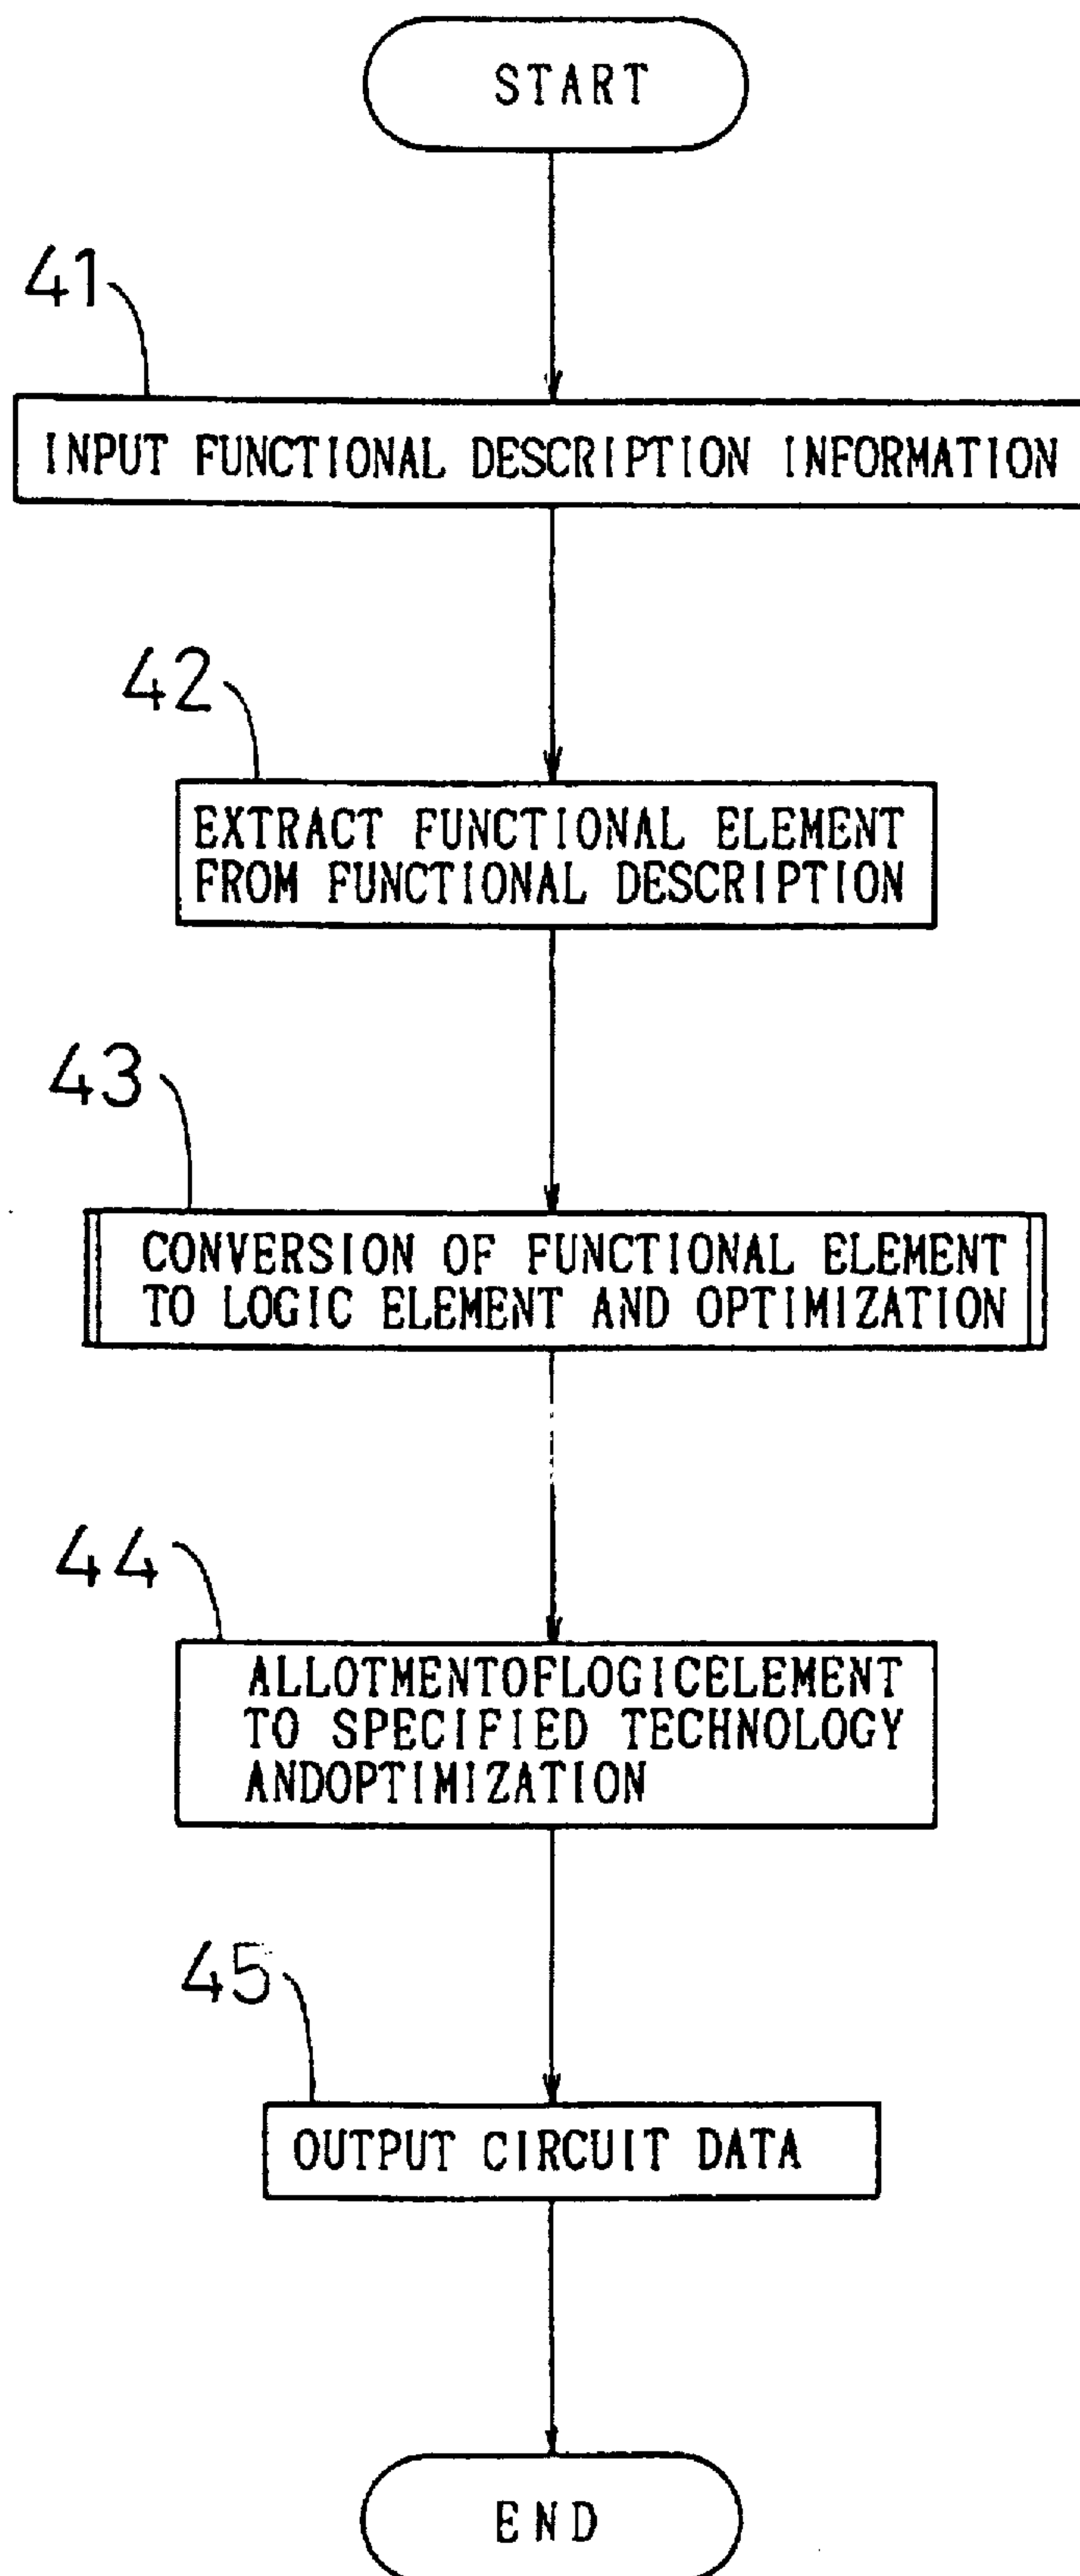 START
41
INPUT FUNCTIONAL DESCRIPTION INFORMATION
42
EXTRACT FUNCTIONAL ELEMENT
FROM FUNCTIONAL DESCRIPTION
43
CONVERSION OF FUNCTIONAL ELEMENT
TO LOGIC ELEMENT AND OPTIMIZATION
44
ALLOTMENTOFLOGICELEMENT
TO SPECIFIED TECHNOLOGY
ANDOPTIMIZATION
45
OUTPUT CIRCUIT DATA
END